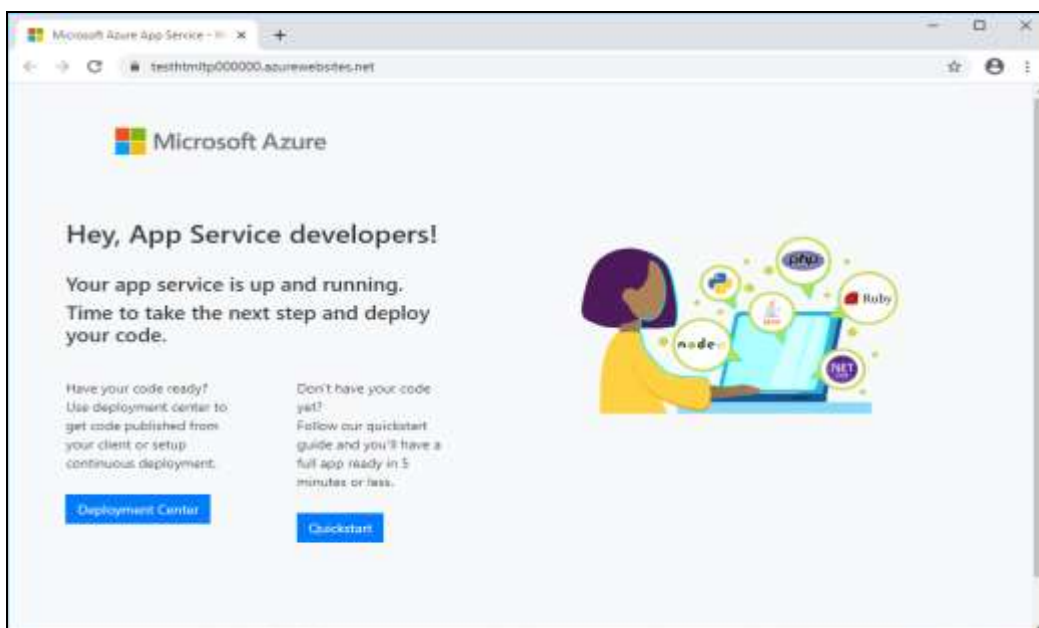 Microsoft Azure App Service -
testhtmltp000000.azurewebsites.net
Microsoft Azure
Hey, App Service developers!
Your app service is up and running.
Time to take the next step and deploy
your code.
Have your code ready?
Use deployment center to
get code published from
your client or setup
continuous deployment.
Deployment Center
Don't have your code
yet?
Follow our quickstart
guide and you'll have a
full app ready in 5
minutes or less.
Quickstart
php
Ruby
node
NET